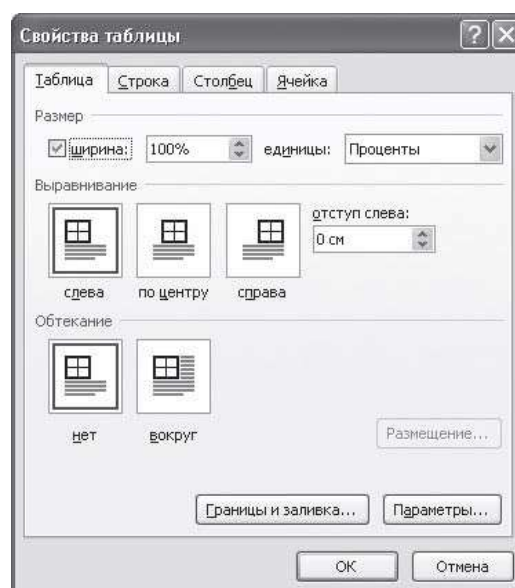 Свойства таблицы
Таблица Строка Столбец Ячейка
Размер
ширина: 100% единицы: Проценты
Выравнивание
отступ слева:
0 см
слева по центру справа
Обтекание
нет вокруг
Размещение...
Границы и заливка... Параметры...
ОК Отмена